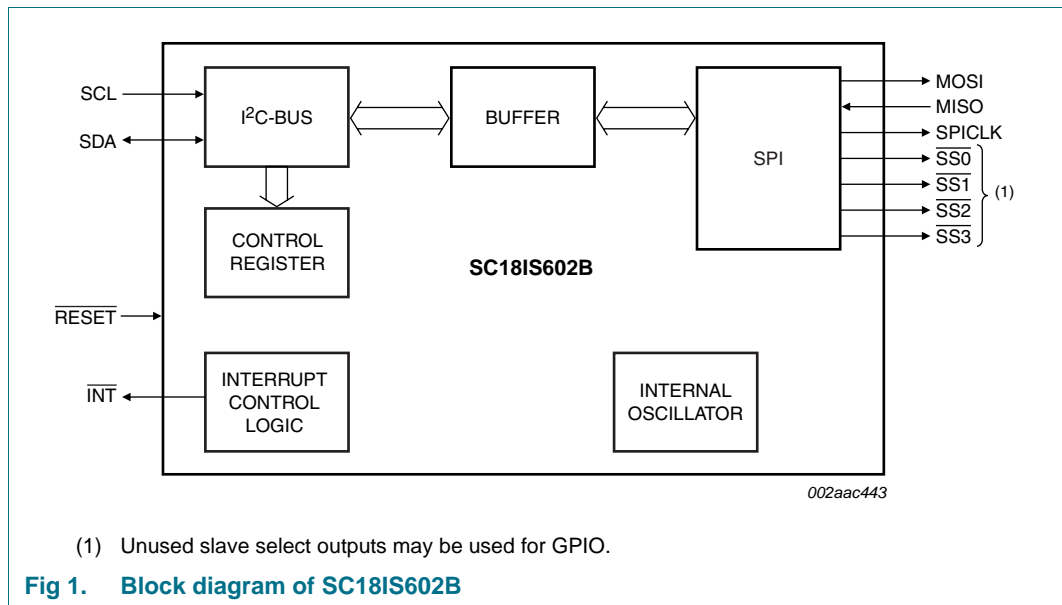 SCL
SDA
I²C-BUS
BUFFER
SPI
MOSI
MISO
SPICLK
SS0
SS1
SS2
SS3
(1)
CONTROL
REGISTER
SC18IS602B
RESET
INT
INTERRUPT
CONTROL
LOGIC
INTERNAL
OSCILLATOR
002aac443
(1) Unused slave select outputs may be used for GPIO.
Fig 1. Block diagram of SC18IS602B